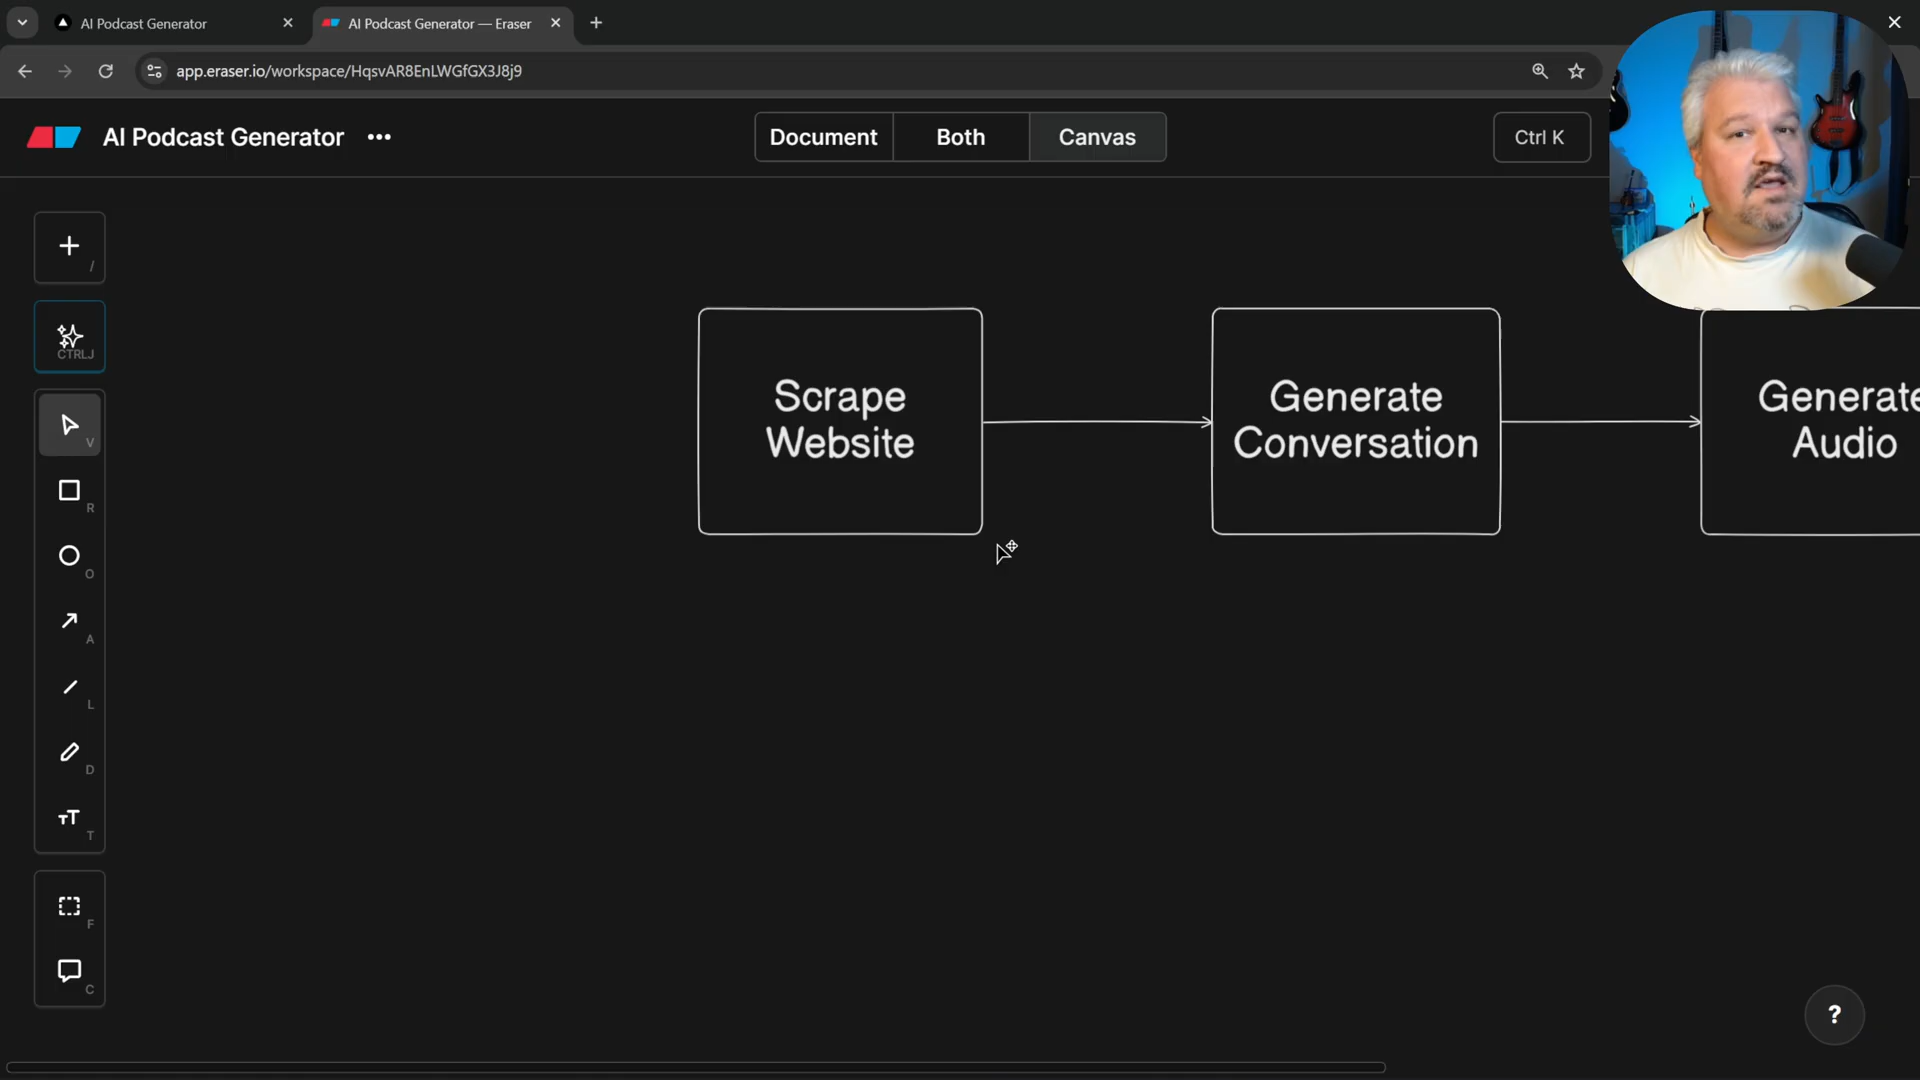 AI Podcast Generator
AI Podcast Generator — Eraser
app.eraser.io/workspace/HqsvAR8EnLWGfGX3J8j9
AI Podcast Generator
Document
Both
Canvas
Ctrl K
/
CTRLJ
V
R
O
A
L
D
T
F
C
Scrape
Website
Generate
Conversation
Generate
Audio
?